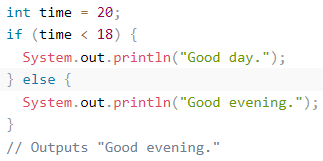 int time = 20;
if (time < 18) {
  System.out.println("Good day.");
} else {
  System.out.println("Good evening.");
}
// Outputs "Good evening."